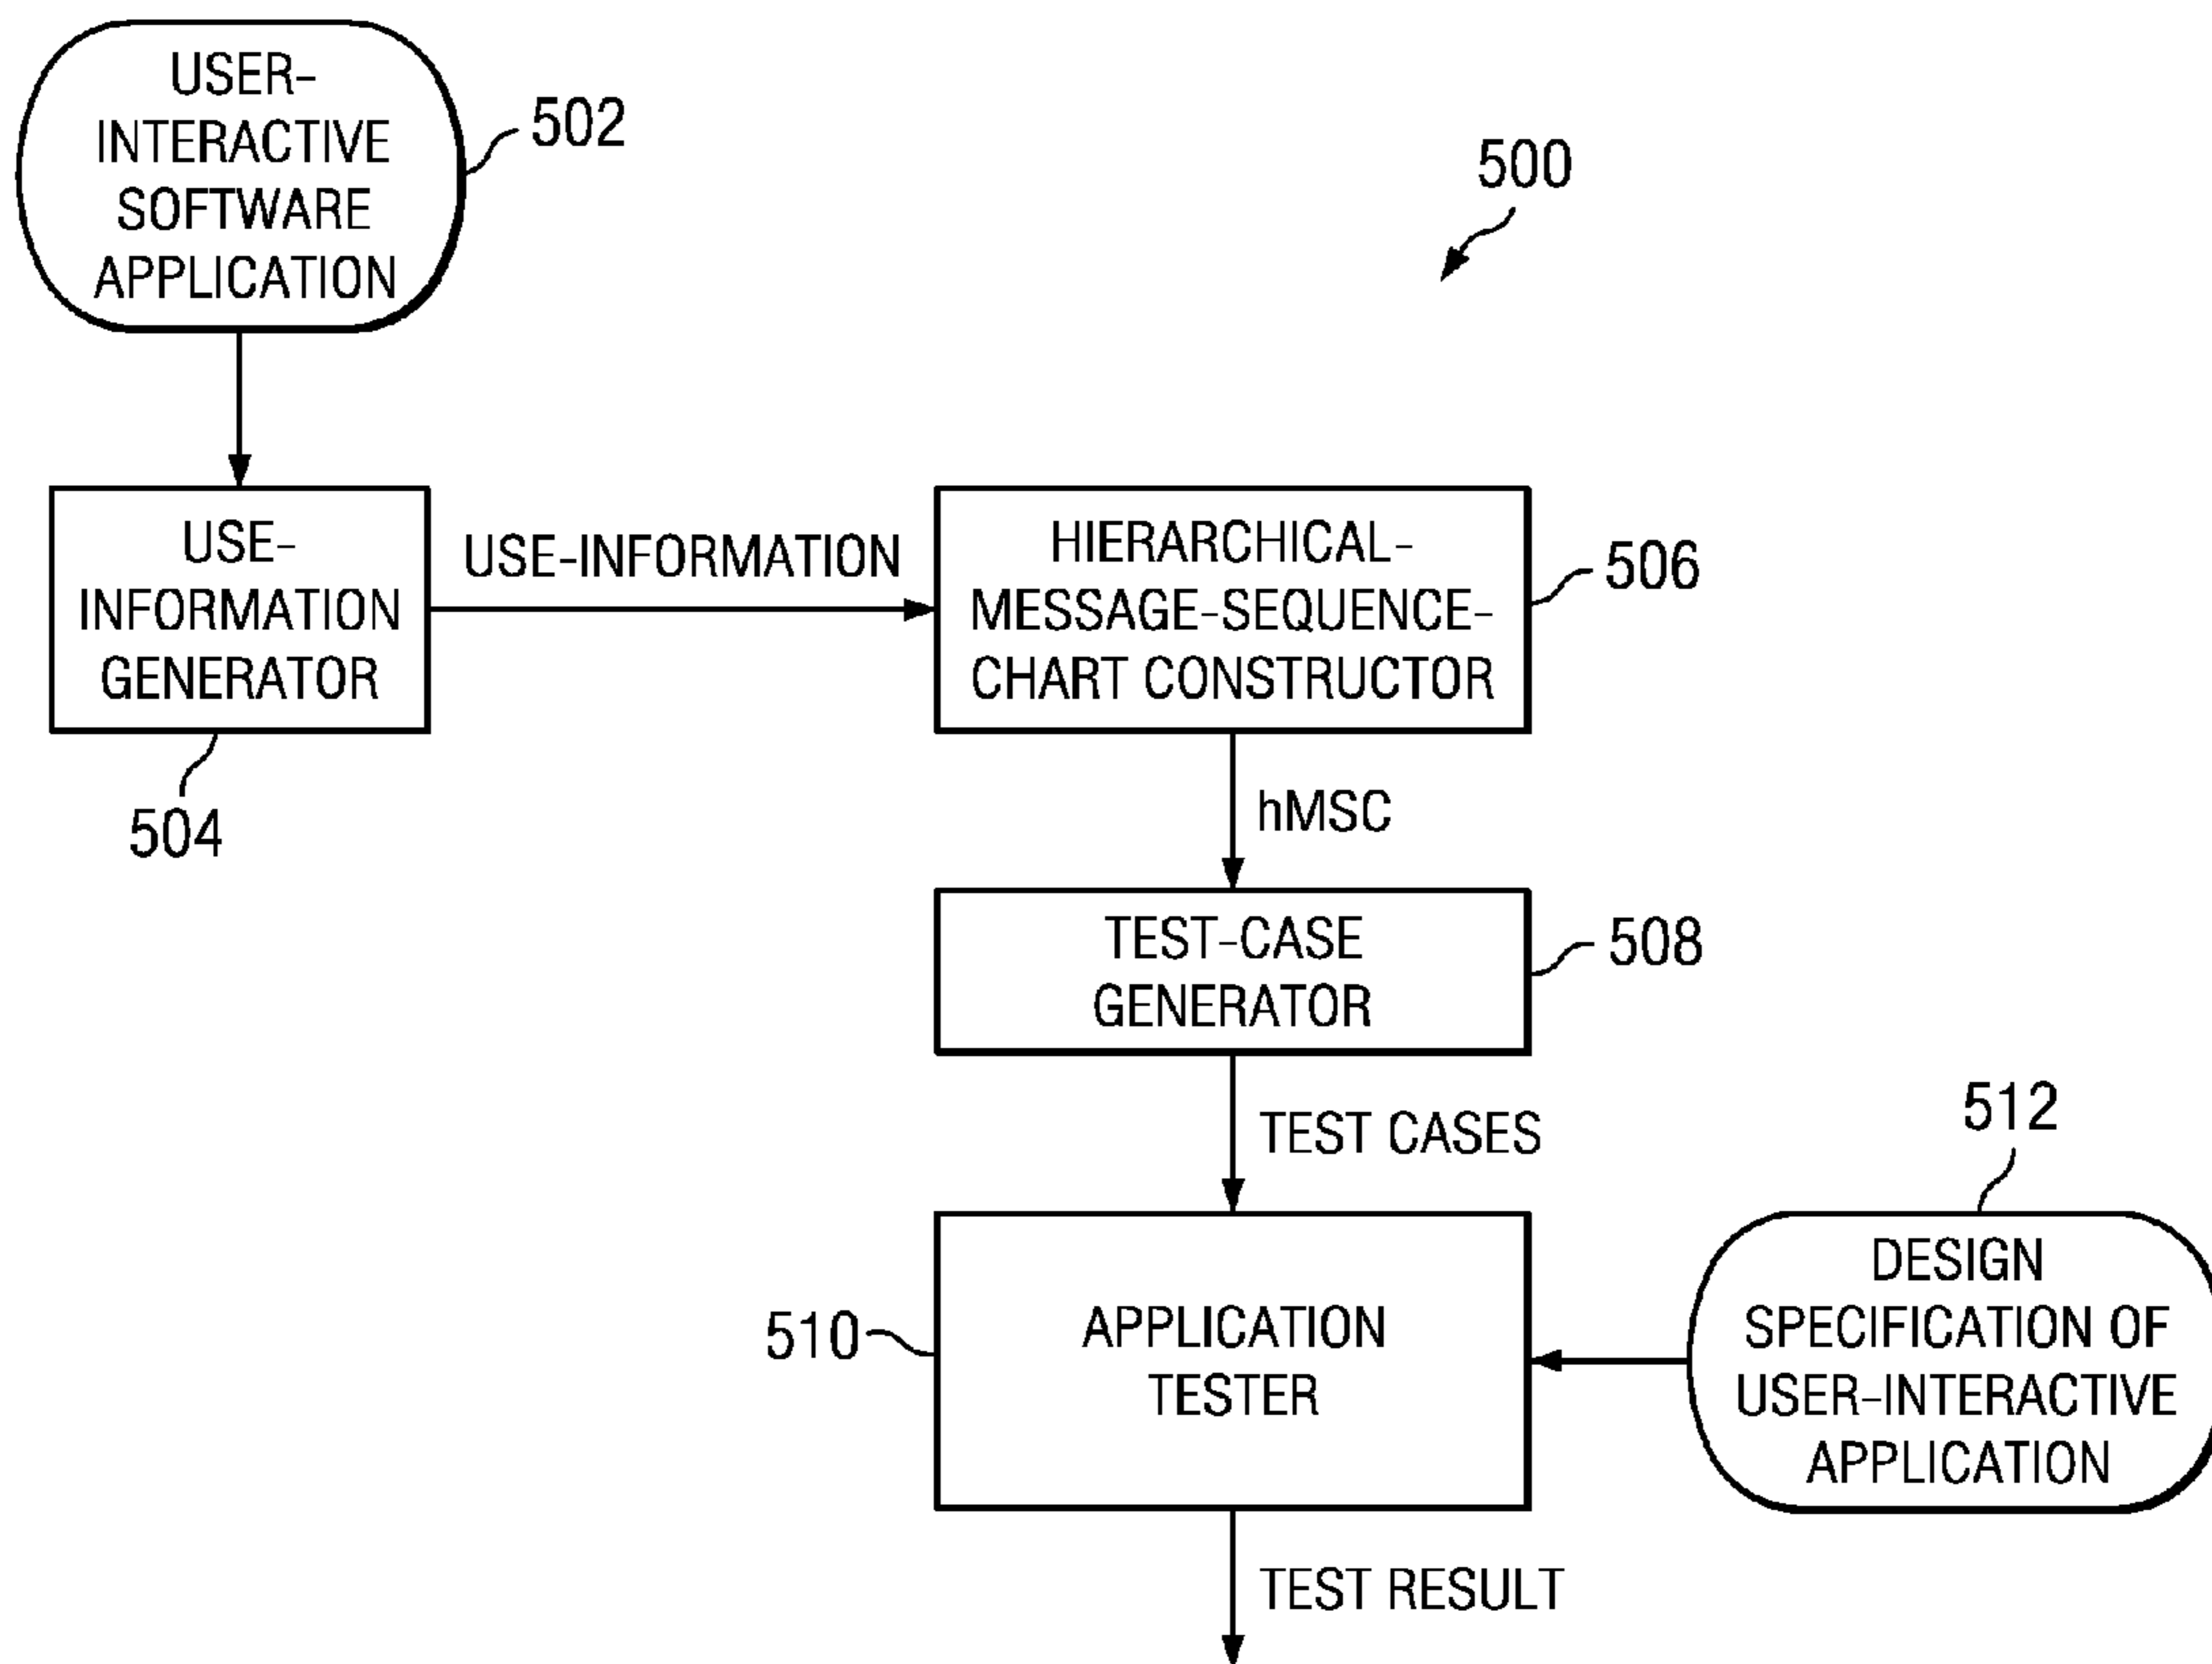 USER-
INTERACTIVE
SOFTWARE
APPLICATION
502
500
USE-
INFORMATION
GENERATOR
504
USE-INFORMATION
HIERARCHICAL-
MESSAGE-SEQUENCE-
CHART CONSTRUCTOR
506
hMSC
TEST-CASE
GENERATOR
508
TEST CASES
512
510
APPLICATION
TESTER
DESIGN
SPECIFICATION OF
USER-INTERACTIVE
APPLICATION
TEST RESULT